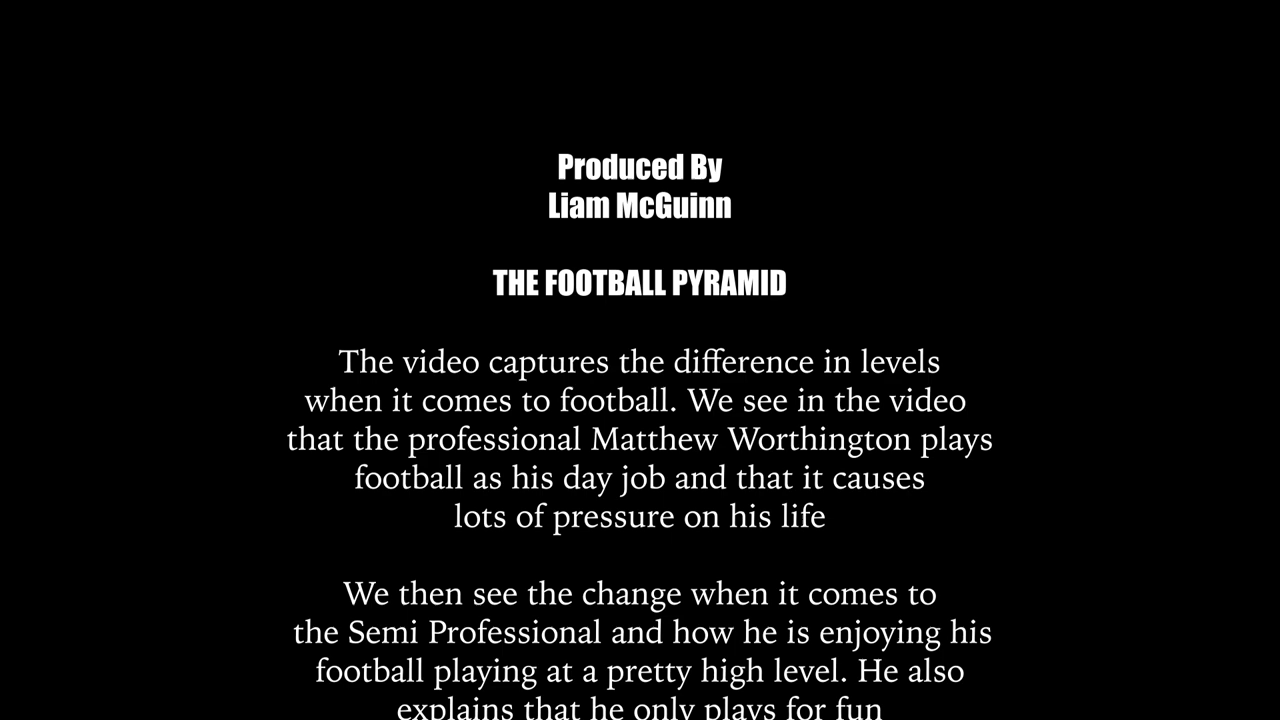 Produced By
Liam McGuinn
THE FOOTBALL PYRAMID
The video captures the difference in levels
when it comes to football. We see in the video
that the professional Matthew Worthington plays
football as his day job and that it causes
lots of pressure on his life
We then see the change when it comes to
the Semi Professional and how he is enjoying his
football playing at a pretty high level. He also
explains that he only plays for fun